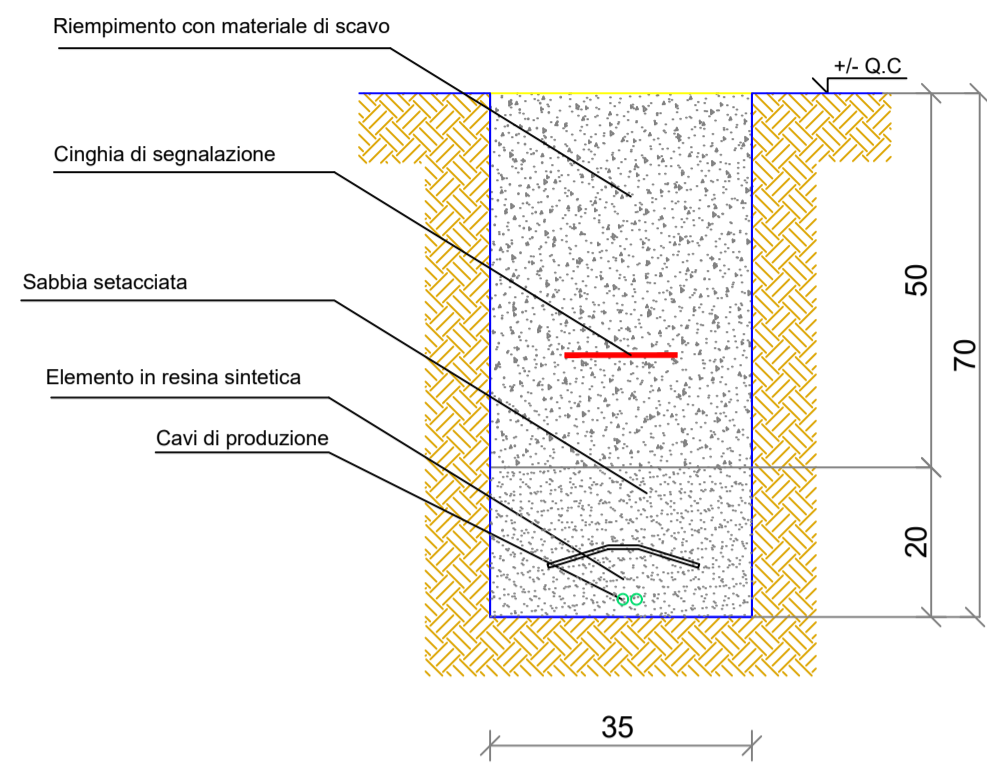 Riempimento con materiale di scavo
+/- Q.C
Cinghia di segnalazione
Sabbia setacciata
50
70
Elemento in resina sintetica
Cavi di produzione
20
35